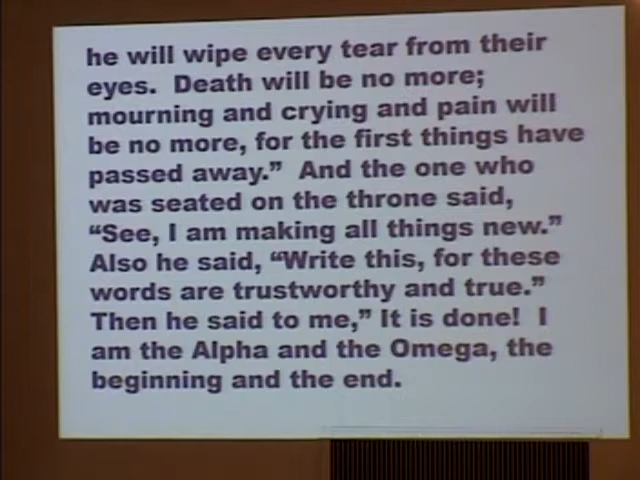 he will wipe every tear from their
eyes.  Death will be no more;
mourning and crying and pain will
be no more, for the first things have
passed away.”  And the one who
was seated on the throne said,
“See, I am making all things new.”
Also he said, “Write this, for these
words are trustworthy and true.”
Then he said to me,” It is done!  I
am the Alpha and the Omega, the
beginning and the end.